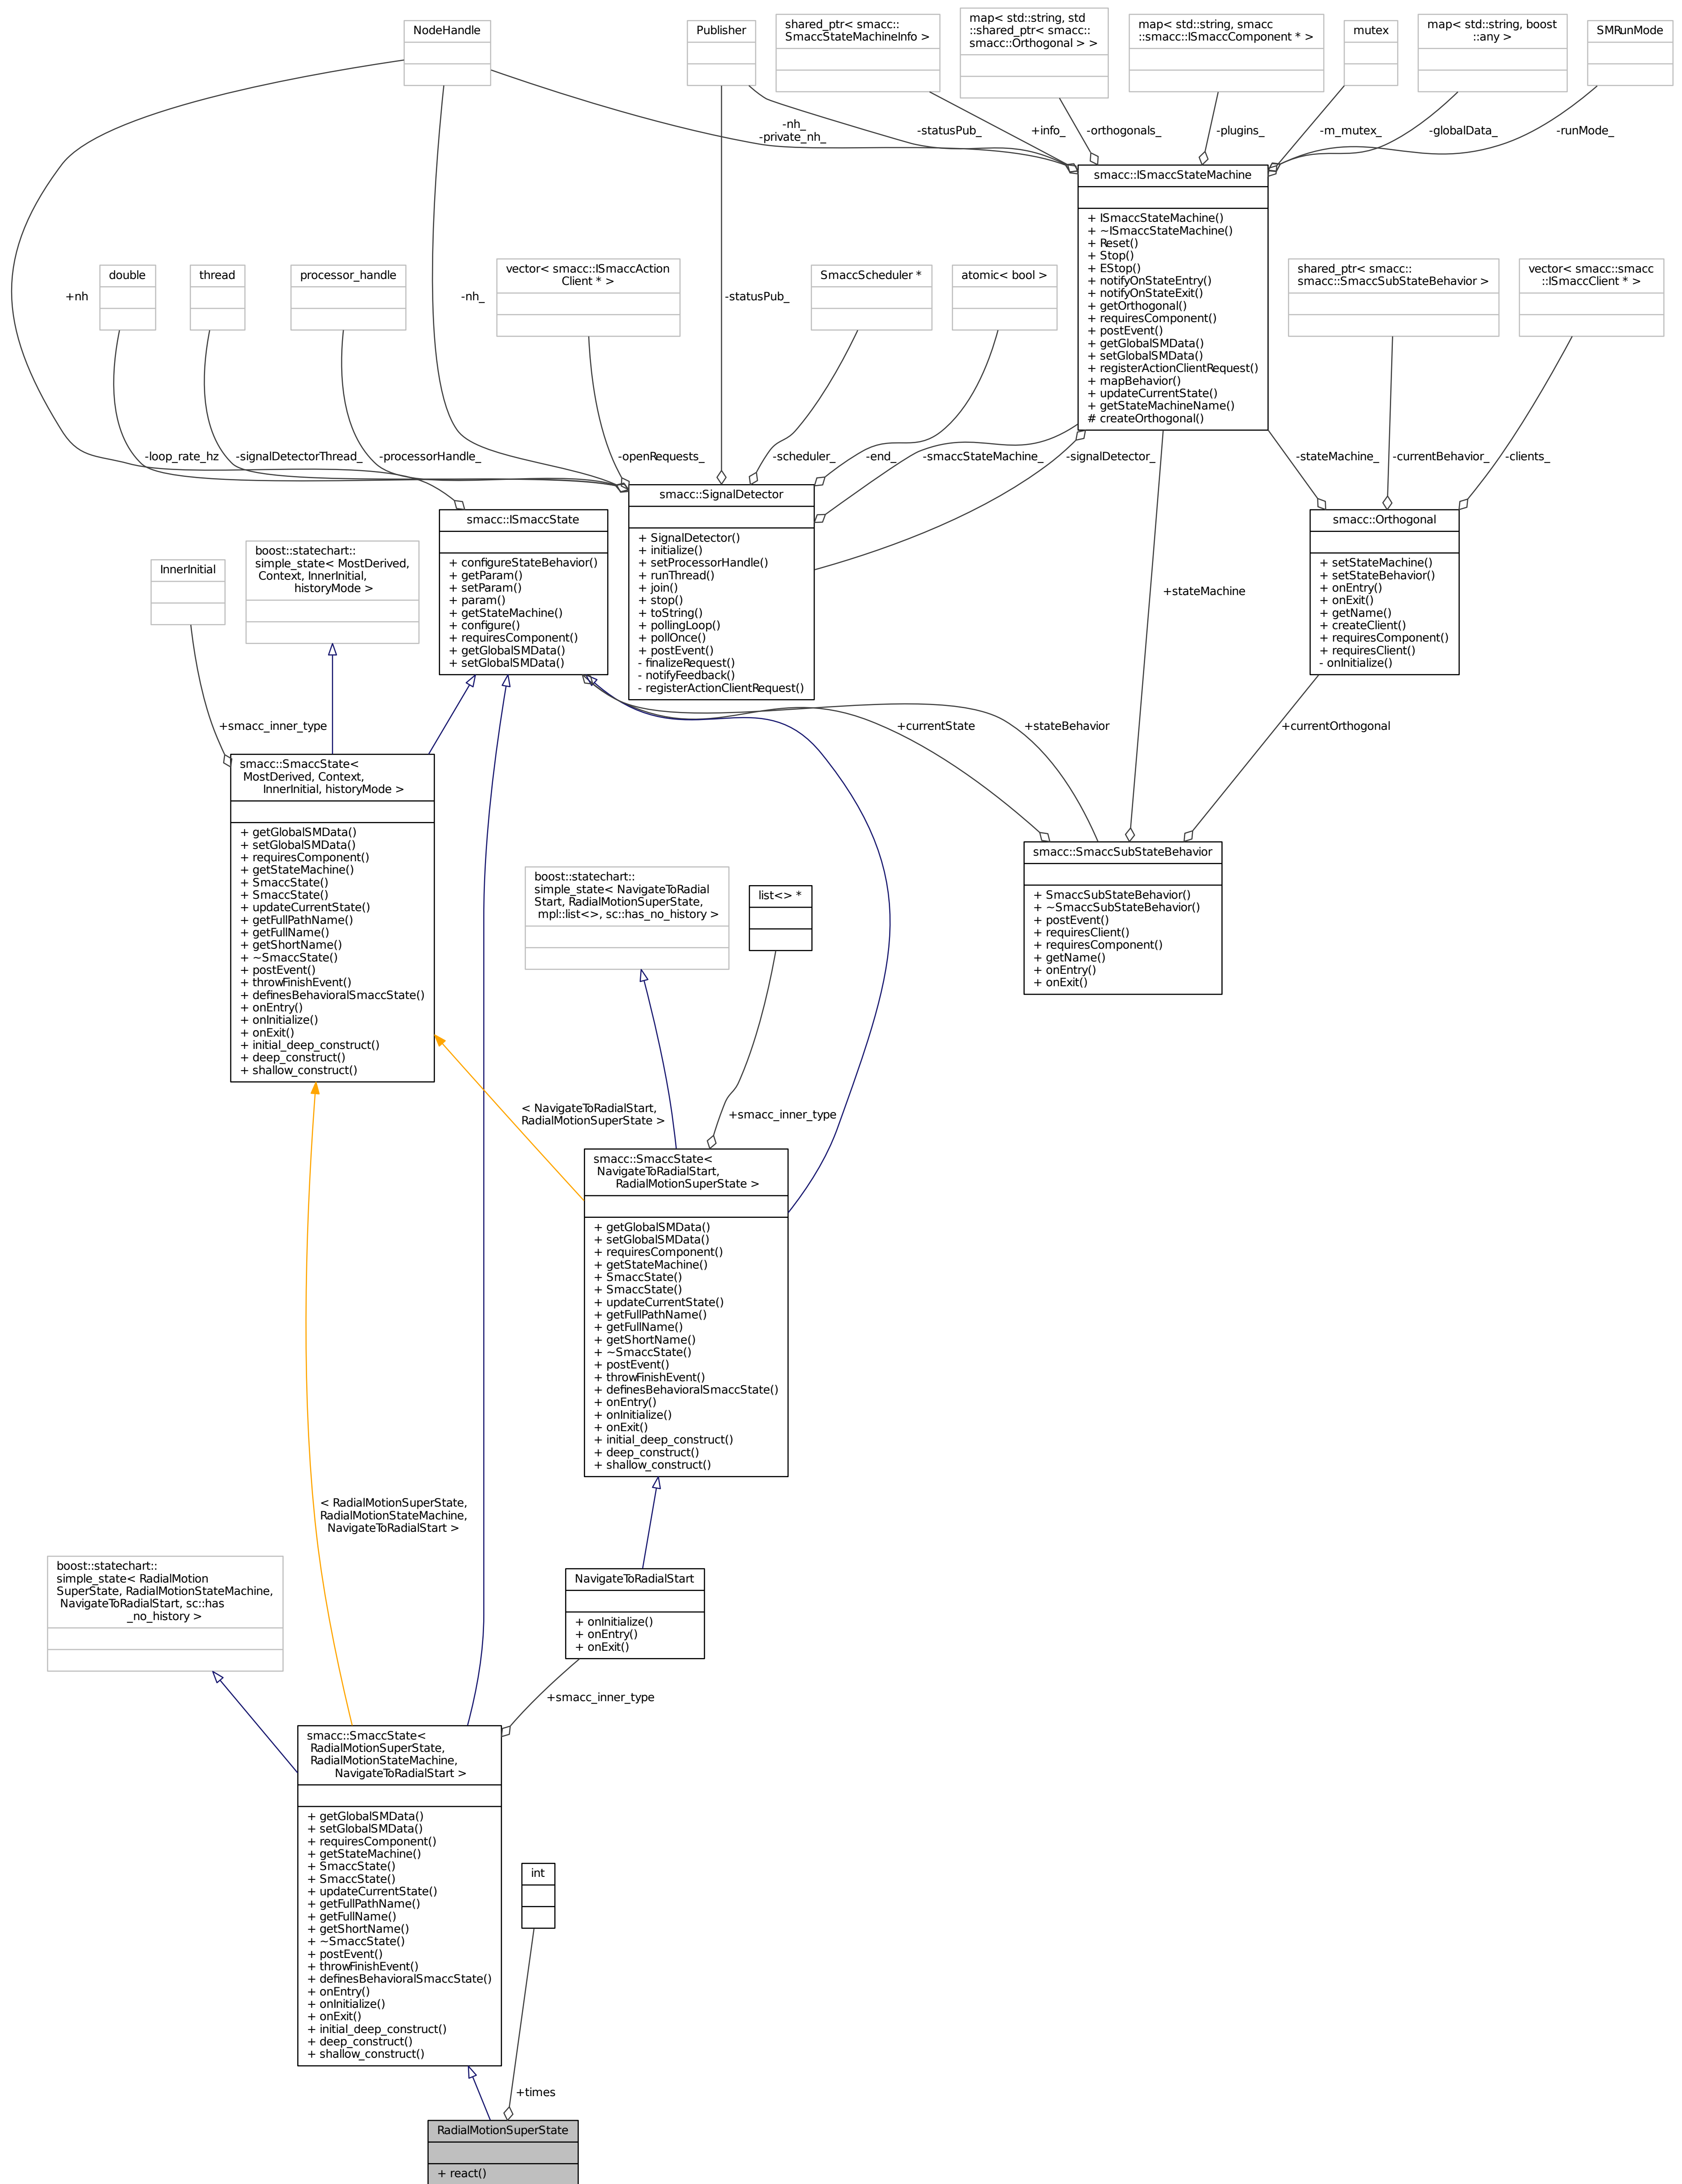 NodeHandle
Publisher
shared_ptr< smacc::
SmaccStateMachineInfo >
map< std::string, std
::shared_ptr< smacc::
smacc::Orthogonal > >
map< std::string, smacc
::smacc::ISmaccComponent * >
mutex
map< std::string, boost
::any >
SMRunMode
-nh_
-private_nh_
-statusPub_
+info_
-orthogonals_
-plugins_
-m_mutex_
-globalData_
-runMode_
smacc::ISmaccStateMachine
+ ISmaccStateMachine()
+ ~ISmaccStateMachine()
+ Reset()
+ Stop()
+ EStop()
+ notifyOnStateEntry()
+ notifyOnStateExit()
+ getOrthogonal()
+ requiresComponent()
+ postEvent()
+ getGlobalSMData()
+ setGlobalSMData()
+ registerActionClientRequest()
+ mapBehavior()
+ updateCurrentState()
+ getStateMachineName()
# createOrthogonal()
+nh
double
thread
processor_handle
-nh_
vector< smacc::ISmaccAction
Client * >
-statusPub_
SmaccScheduler *
atomic< bool >
shared_ptr< smacc::
smacc::SmaccSubStateBehavior >
vector< smacc::smacc
::ISmaccClient * >
-loop_rate_hz
-signalDetectorThread_
-processorHandle_
-openRequests_
-scheduler_
-end_
-smaccStateMachine_
-signalDetector_
-stateMachine_
-currentBehavior_
-clients_
smacc::SignalDetector
+ SignalDetector()
+ initialize()
+ setProcessorHandle()
+ runThread()
+ join()
+ stop()
+ toString()
+ pollingLoop()
+ pollOnce()
+ postEvent()
- finalizeRequest()
- notifyFeedback()
- registerActionClientRequest()
smacc::ISmaccState
+ configureStateBehavior()
+ getParam()
+ setParam()
+ param()
+ getStateMachine()
+ configure()
+ requiresComponent()
+ getGlobalSMData()
+ setGlobalSMData()
smacc::Orthogonal
+ setStateMachine()
+ setStateBehavior()
+ onEntry()
+ onExit()
+ getName()
+ createClient()
+ requiresComponent()
+ requiresClient()
- onInitialize()
InnerInitial
boost::statechart::
simple_state< MostDerived,
Context, InnerInitial,
historyMode >
+stateMachine
+smacc_inner_type
+currentState
+stateBehavior
+currentOrthogonal
smacc::SmaccState<
MostDerived, Context,
InnerInitial, historyMode >
+ getGlobalSMData()
+ setGlobalSMData()
+ requiresComponent()
+ getStateMachine()
+ SmaccState()
+ SmaccState()
+ updateCurrentState()
+ getFullPathName()
+ getFullName()
+ getShortName()
+ ~SmaccState()
+ postEvent()
+ throwFinishEvent()
+ definesBehavioralSmaccState()
+ onEntry()
+ onInitialize()
+ onExit()
+ initial_deep_construct()
+ deep_construct()
+ shallow_construct()
smacc::SmaccSubStateBehavior
+ SmaccSubStateBehavior()
+ ~SmaccSubStateBehavior()
+ postEvent()
+ requiresClient()
+ requiresComponent()
+ getName()
+ onEntry()
+ onExit()
boost::statechart::
simple_state< NavigateToRadial
Start, RadialMotionSuperState,
mpl::list<>, sc::has_no_history >
list<> *
< NavigateToRadialStart,
RadialMotionSuperState >
+smacc_inner_type
smacc::SmaccState<
NavigateToRadialStart,
RadialMotionSuperState >
+ getGlobalSMData()
+ setGlobalSMData()
+ requiresComponent()
+ getStateMachine()
+ SmaccState()
+ SmaccState()
+ updateCurrentState()
+ getFullPathName()
+ getFullName()
+ getShortName()
+ ~SmaccState()
+ postEvent()
+ throwFinishEvent()
+ definesBehavioralSmaccState()
+ onEntry()
+ onInitialize()
+ onExit()
+ initial_deep_construct()
+ deep_construct()
+ shallow_construct()
< RadialMotionSuperState,
RadialMotionStateMachine,
NavigateToRadialStart >
boost::statechart::
simple_state< RadialMotion
SuperState, RadialMotionStateMachine,
NavigateToRadialStart, sc::has
_no_history >
NavigateToRadialStart
+ onInitialize()
+ onEntry()
+ onExit()
+smacc_inner_type
smacc::SmaccState<
RadialMotionSuperState,
RadialMotionStateMachine,
NavigateToRadialStart >
+ getGlobalSMData()
+ setGlobalSMData()
+ requiresComponent()
+ getStateMachine()
+ SmaccState()
+ SmaccState()
+ updateCurrentState()
+ getFullPathName()
+ getFullName()
+ getShortName()
+ ~SmaccState()
+ postEvent()
+ throwFinishEvent()
+ definesBehavioralSmaccState()
+ onEntry()
+ onInitialize()
+ onExit()
+ initial_deep_construct()
+ deep_construct()
+ shallow_construct()
int
+times
RadialMotionSuperState
+ react()